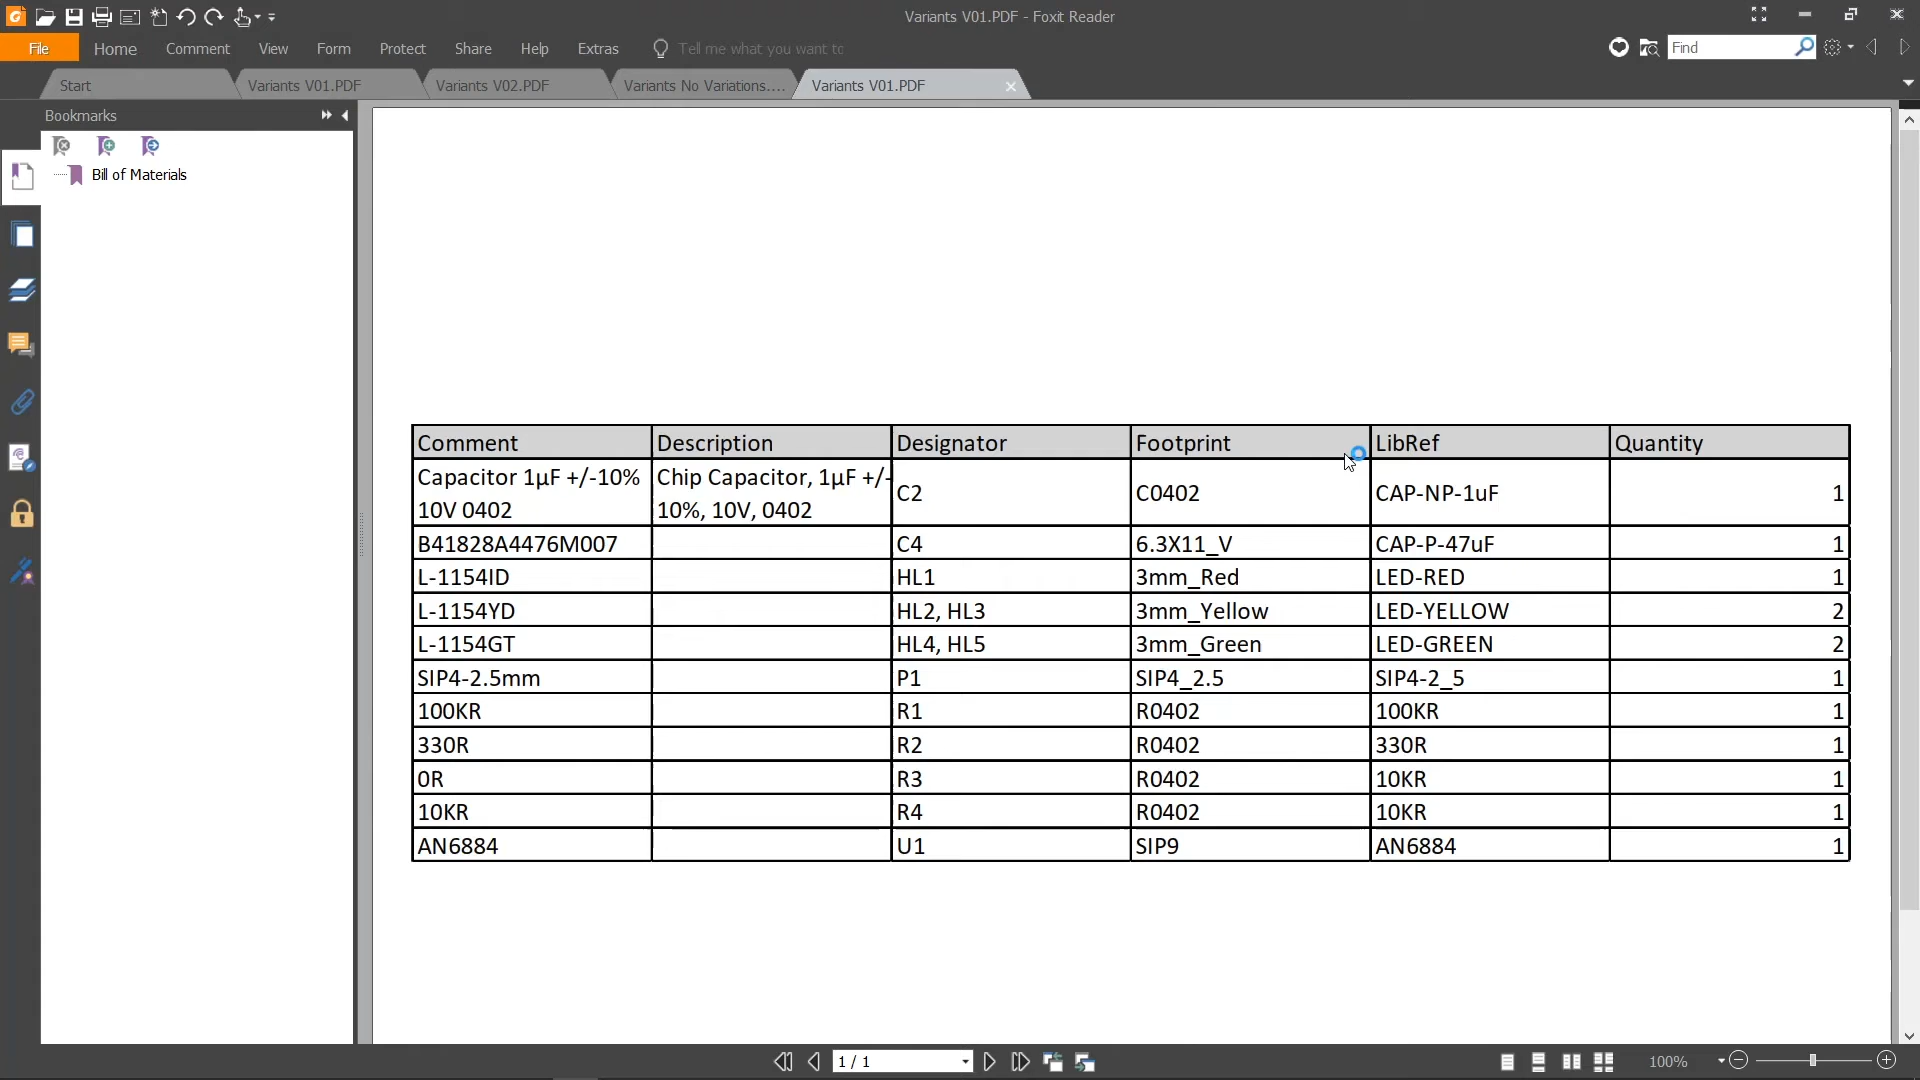 Variants V01.PDF - Foxit Reader
File Home Comment View Form Protect Share Help Extras Tell me what you want to Find
Start Variants V01.PDF Variants V02.PDF Variants No Variations.... Variants V01.PDF
Bookmarks
Bill of Materials
Comment Description Designator Footprint LibRef Quantity
Capacitor 1µF +/-10% Chip Capacitor, 1µF +/-
10V 0402 10%, 10V, 0402 C2 C0402 CAP-NP-1uF 1
B41828A4476M007 C4 6.3X11_V CAP-P-47uF 1
L-1154ID HL1 3mm_Red LED-RED 1
L-1154YD HL2, HL3 3mm_Yellow LED-YELLOW 2
L-1154GT HL4, HL5 3mm_Green LED-GREEN 2
SIP4-2.5mm P1 SIP4_2.5 SIP4-2_5 1
100KR R1 R0402 100KR 1
330R R2 R0402 330R 1
0R R3 R0402 10KR 1
10KR R4 R0402 10KR 1
AN6884 U1 SIP9 AN6884 1
1 / 1 100%